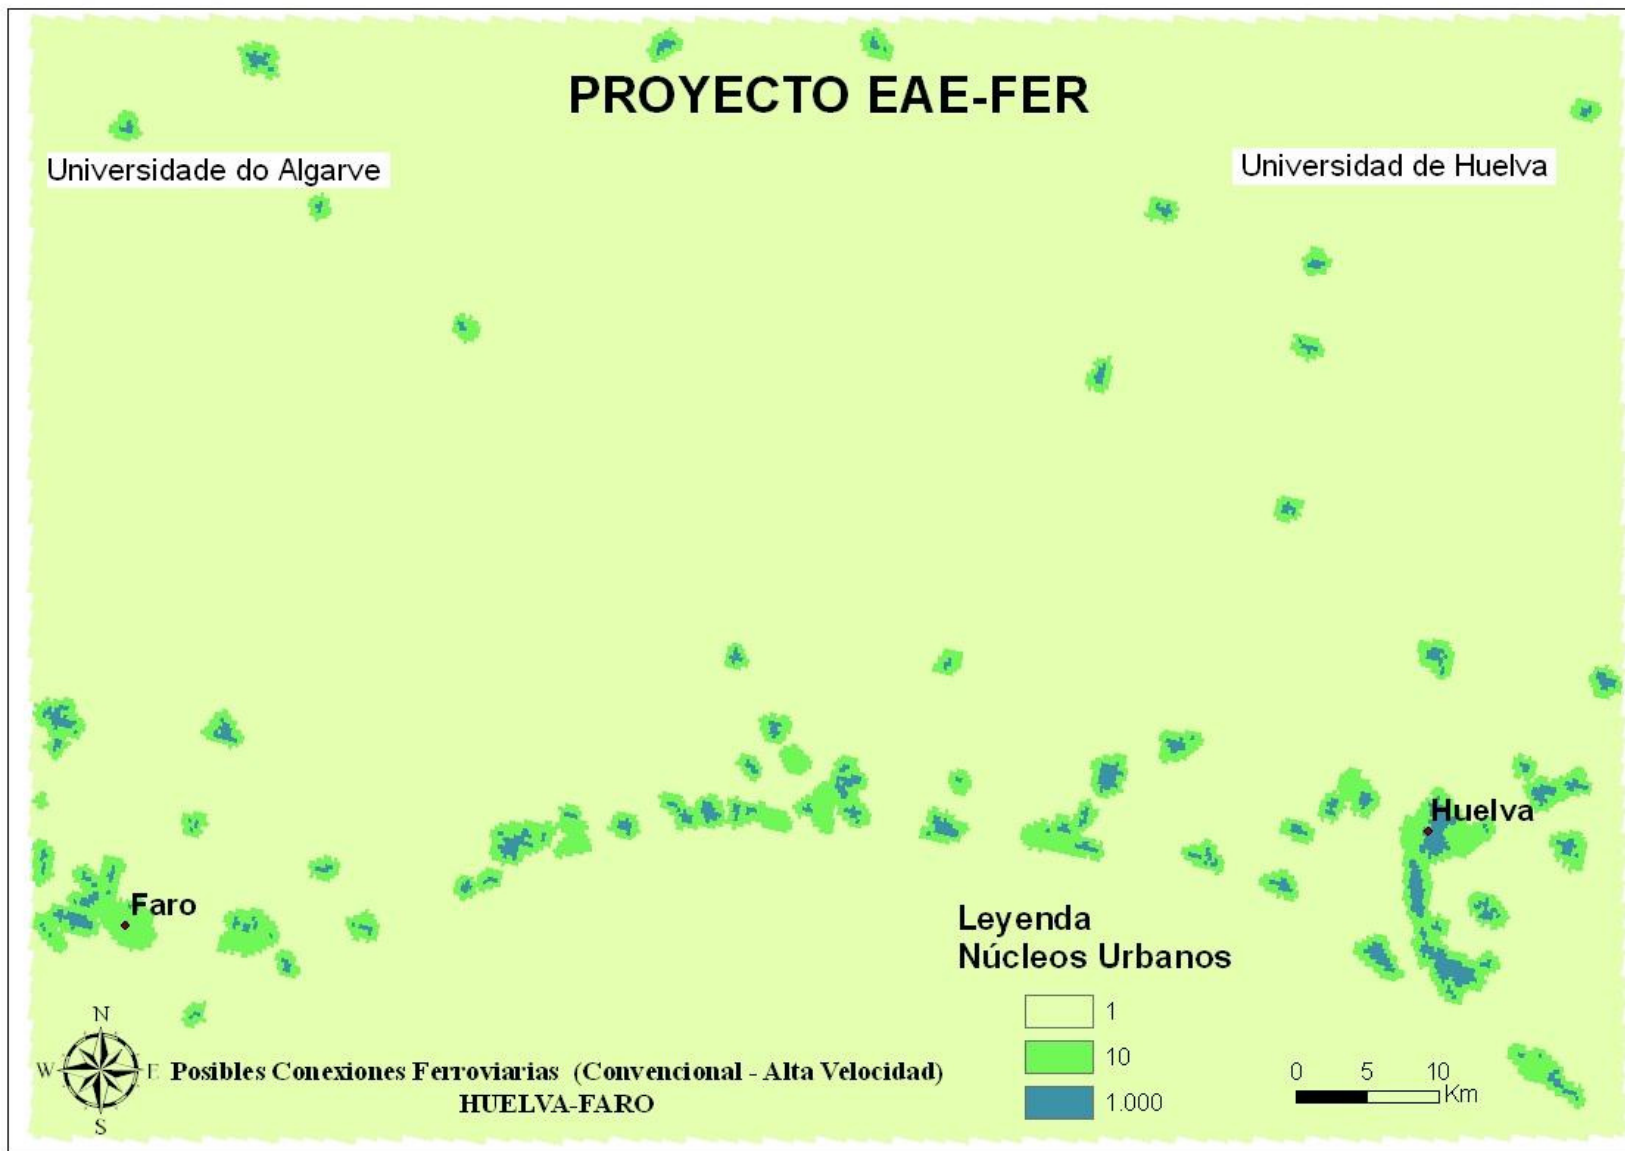 PROYECTO EAE-FER
Universidade do Algarve
Universidad de Huelva
Huelva
Faro
Leyenda
Núcleos Urbanos
1
10
1.000
0 5 10
Km
N
W E
S
Posibles Conexiones Ferroviarias (Convencional - Alta Velocidad)
HUELVA-FARO